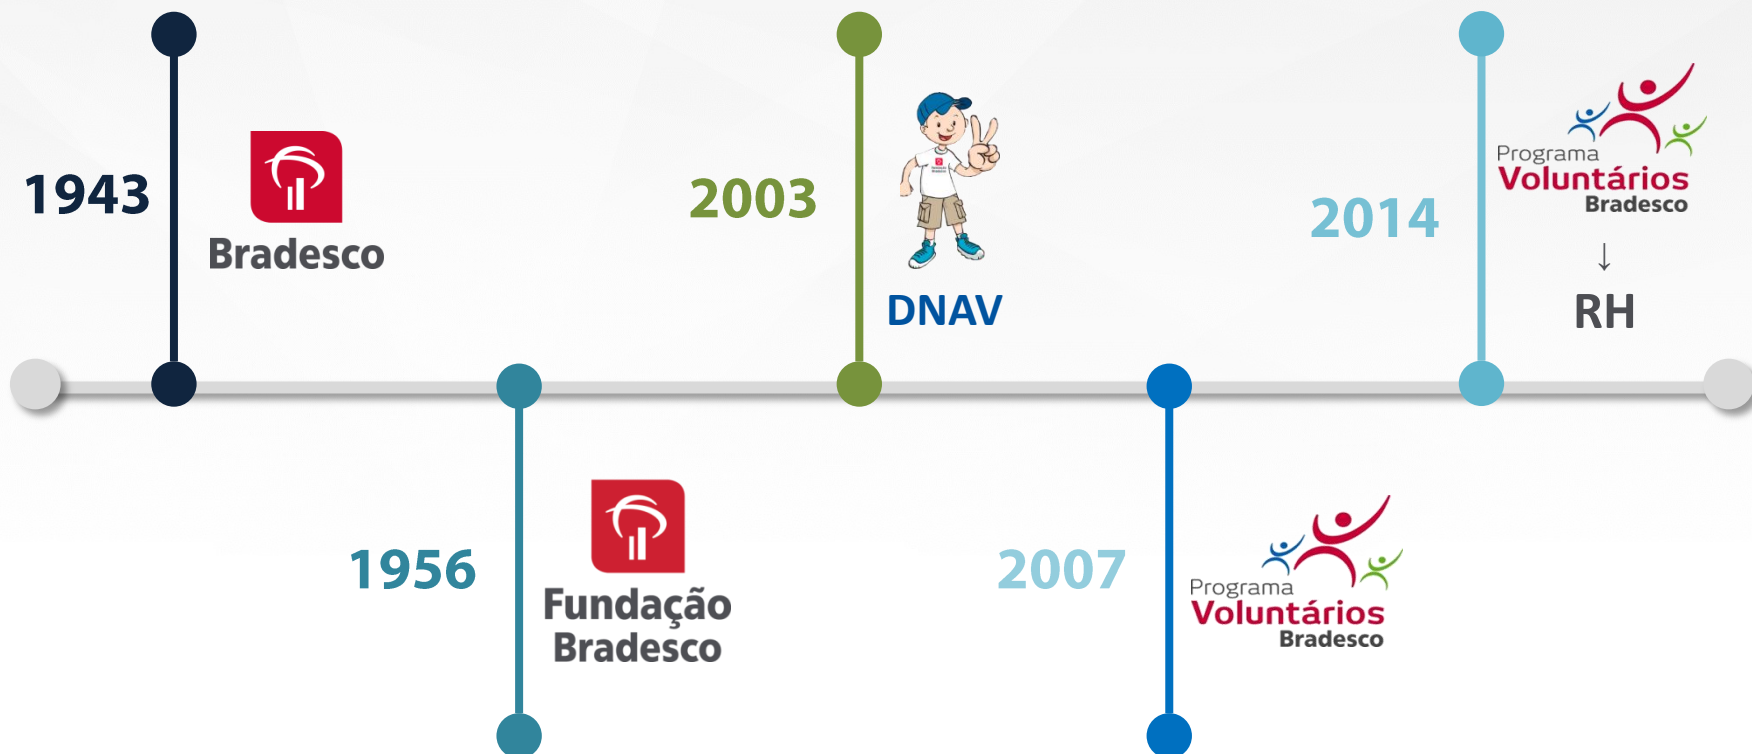 1943
Bradesco
1956
Fundação
Bradesco
2003
DNAV
2007
Programa
Voluntários
Bradesco
2014
Programa
Voluntários
Bradesco
↓
RH